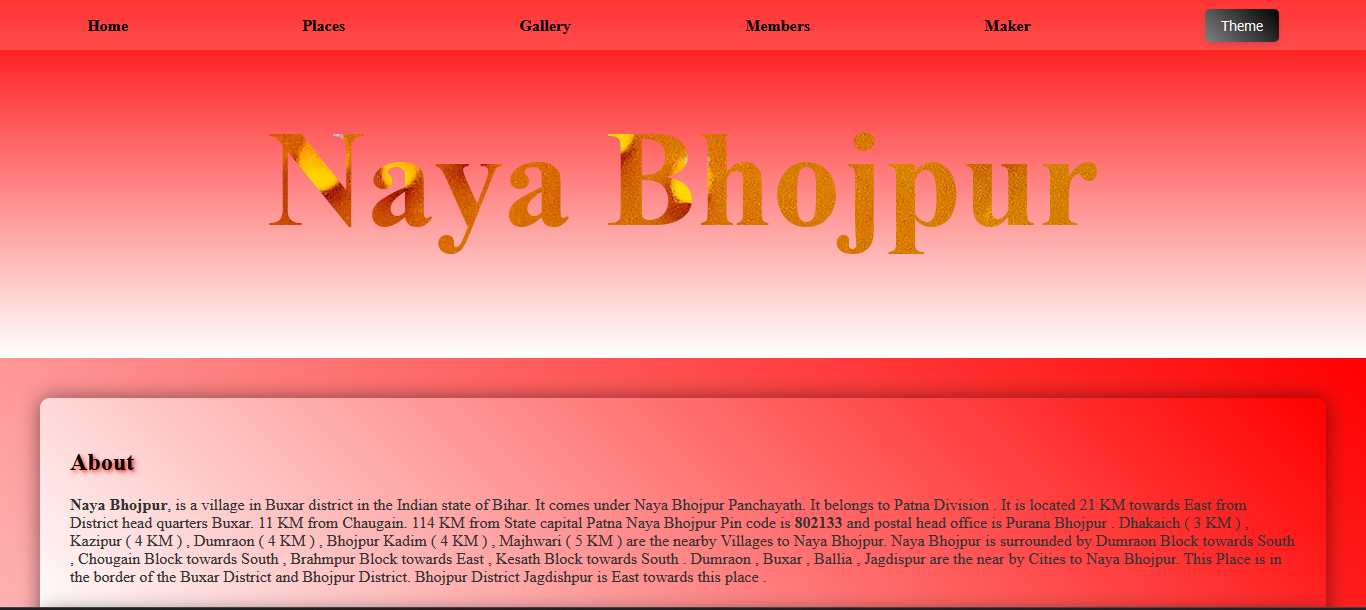 Home Places Gallery Members Maker Theme
Naya Bhojpur
About
Naya Bhojpur, is a village in Buxar district in the Indian state of Bihar. It comes under Naya Bhojpur Panchayath. It belongs to Patna Division . It is located 21 KM towards East from
District head quarters Buxar. 11 KM from Chaugain. 114 KM from State capital Patna Naya Bhojpur Pin code is 802133 and postal head office is Purana Bhojpur . Dhakaich ( 3 KM ) ,
Kazipur ( 4 KM ) , Dumraon ( 4 KM ) , Bhojpur Kadim ( 4 KM ) , Majhwari ( 5 KM ) are the nearby Villages to Naya Bhojpur. Naya Bhojpur is surrounded by Dumraon Block towards South
, Chougain Block towards South , Brahmpur Block towards East , Kesath Block towards South . Dumraon , Buxar , Ballia , Jagdispur are the near by Cities to Naya Bhojpur. This Place is in
the border of the Buxar District and Bhojpur District. Bhojpur District Jagdishpur is East towards this place .